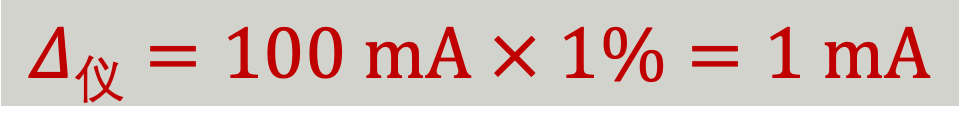 Δ仪 = 100 mA × 1% = 1 mA